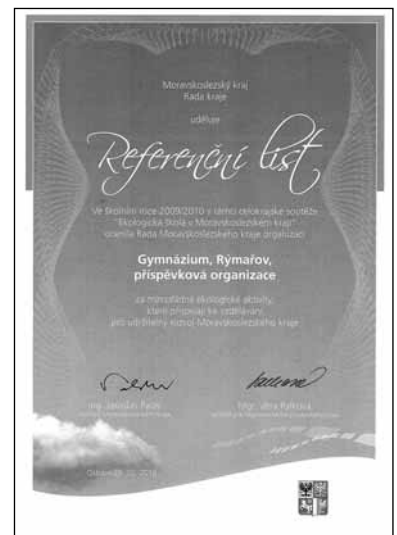 Moravskoslezský kraj
Rada kraje
uděluje
Referenční list
Ve školním roce 2009/2010 v rámci celokrajské soutěže
"Ekologická škola v Moravskoslezském kraji"
ocenila Rada Moravskoslezského kraje organizaci
Gymnázium, Rýmařov,
příspěvková organizace
za mimořádné ekologické aktivity,
které přispívají ke vzdělávání
pro udržitelný rozvoj Moravskoslezského kraje
Ing. Jaroslav Palas
Mgr. Věra Palková